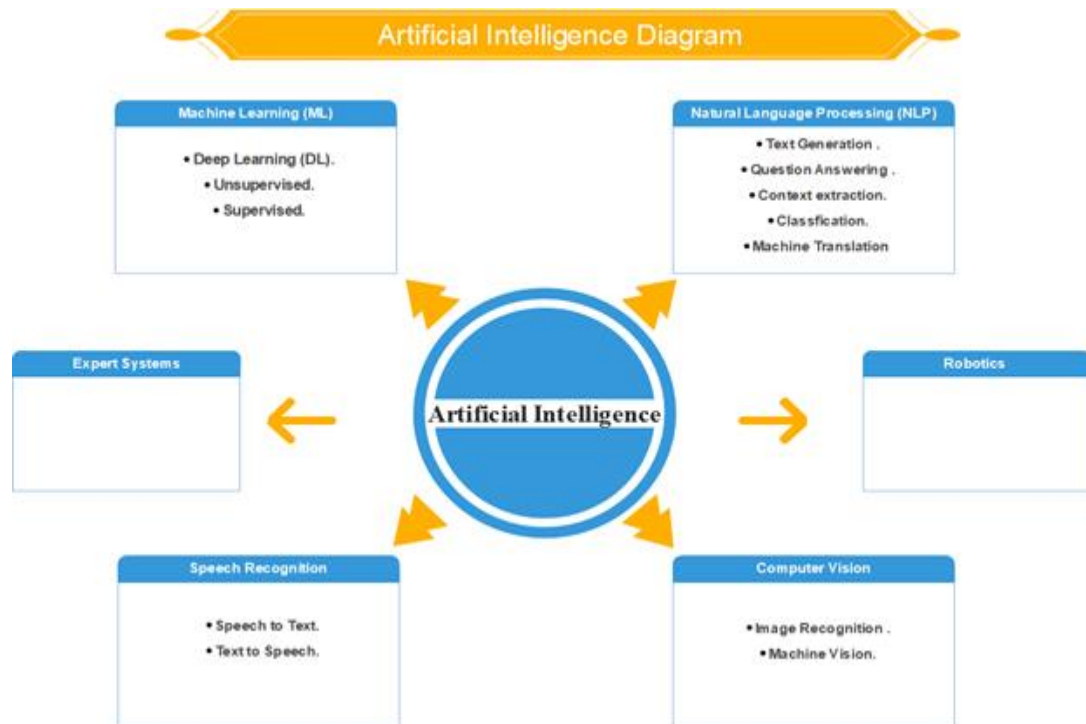 Artificial Intelligence Diagram
Machine Learning (ML)
• Deep Learning (DL).
• Unsupervised.
• Supervised.
Natural Language Processing (NLP)
• Text Generation .
• Question Answering .
• Context extraction.
• Classfication.
• Machine Translation
Expert Systems
Artificial Intelligence
Robotics
Speech Recognition
• Speech to Text.
• Text to Speech.
Computer Vision
• Image Recognition .
• Machine Vision.